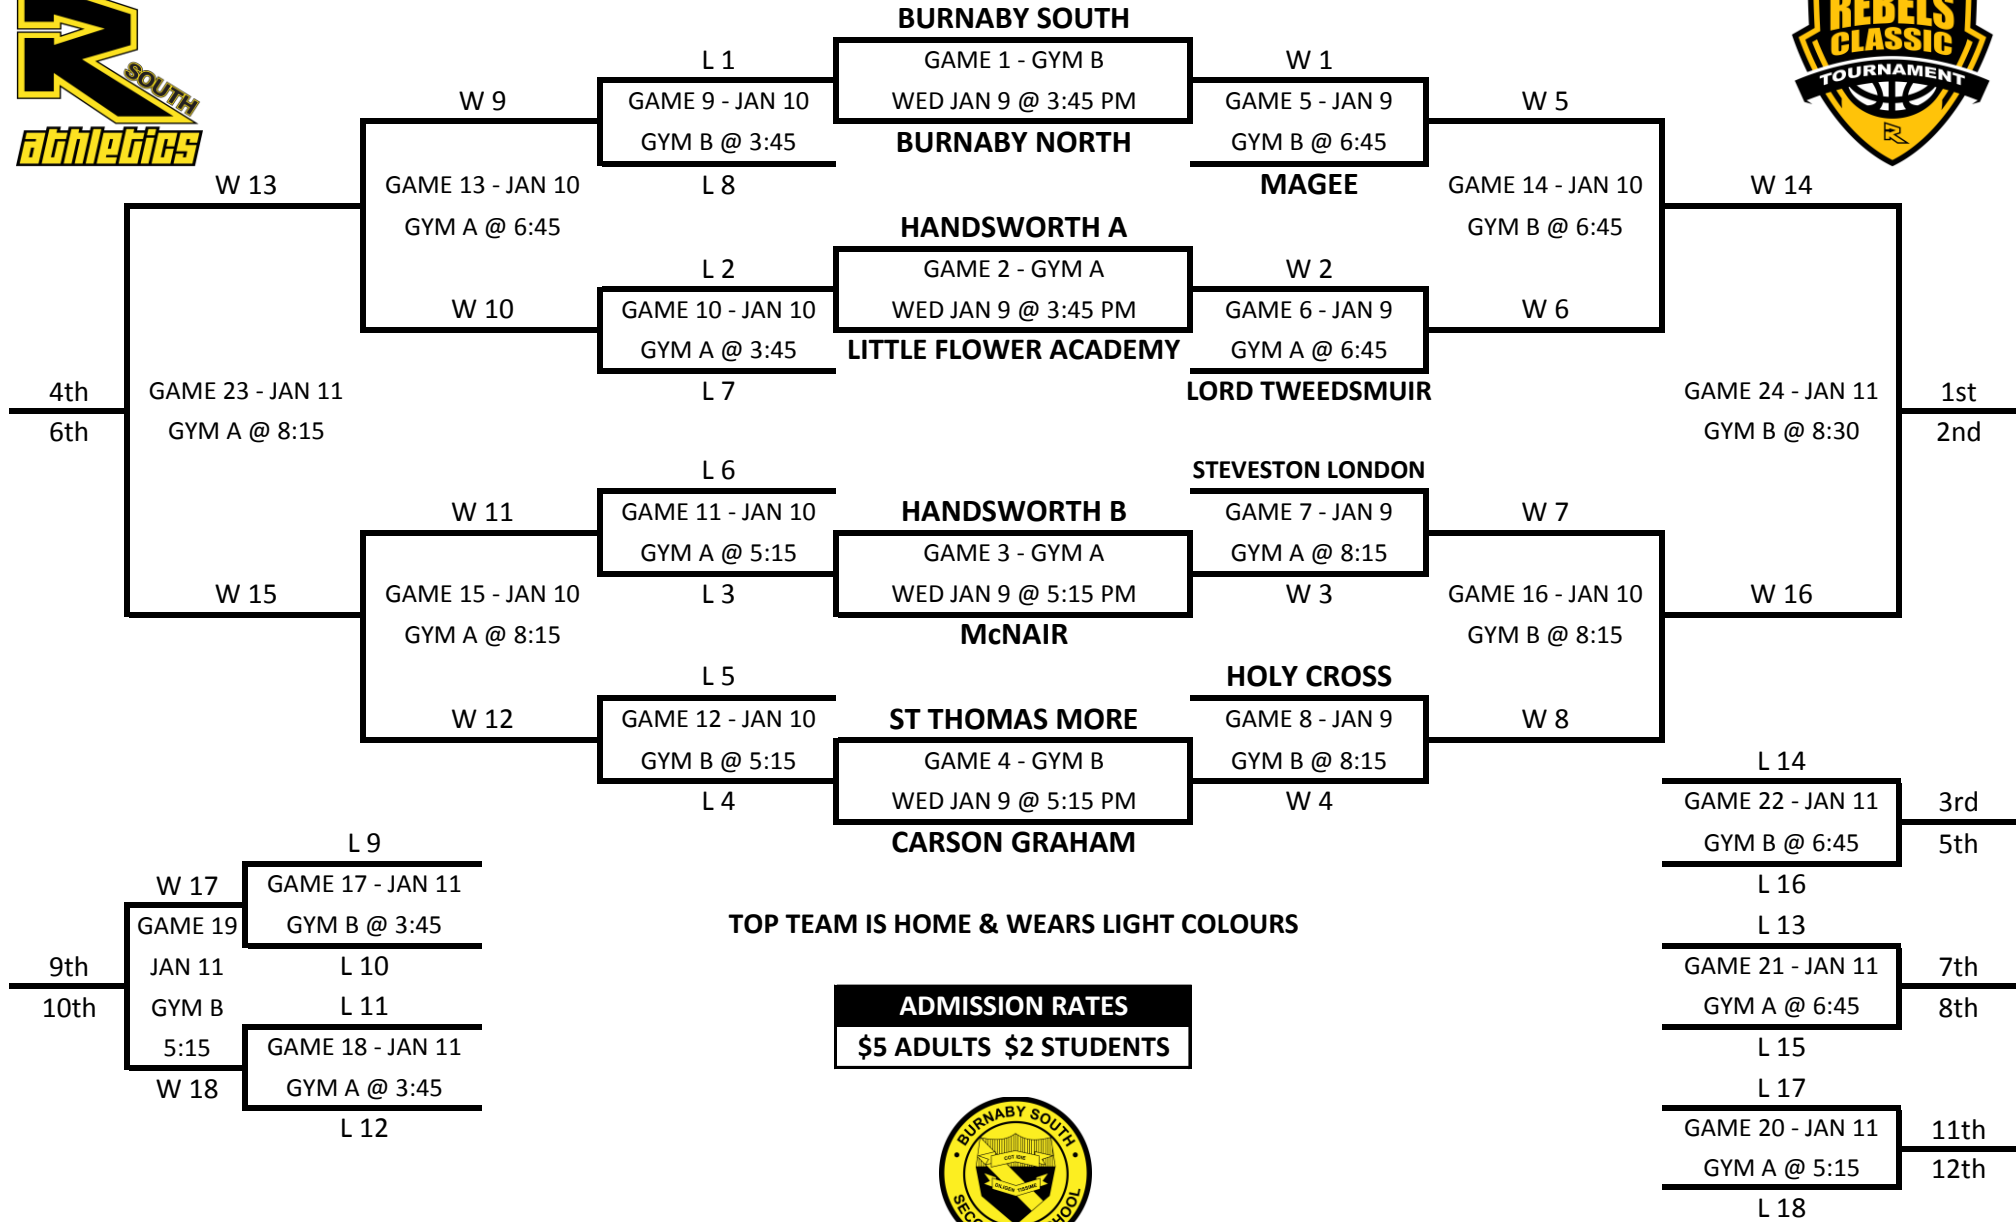 BURNABY SOUTH
REBELS
CLASSIC
TOURNAMENT
R
R
SOUTH
athletics
L 1
GAME 1 - GYM B
W 1
W 9
GAME 9 - JAN 10
WED JAN 9 @ 3:45 PM
GAME 5 - JAN 9
W 5
GYM B @ 3:45
BURNABY NORTH
GYM B @ 6:45
W 13
GAME 13 - JAN 10
L 8
MAGEE
GAME 14 - JAN 10
W 14
GYM A @ 6:45
HANDSWORTH A
GYM B @ 6:45
L 2
GAME 2 - GYM A
W 2
W 10
GAME 10 - JAN 10
WED JAN 9 @ 3:45 PM
GAME 6 - JAN 9
W 6
GYM A @ 3:45
LITTLE FLOWER ACADEMY
GYM A @ 6:45
4th
GAME 23 - JAN 11
L 7
LORD TWEEDSMUIR
GAME 24 - JAN 11
1st
6th
GYM A @ 8:15
GYM B @ 8:30
2nd
L 6
STEVESTON LONDON
W 11
GAME 11 - JAN 10
HANDSWORTH B
GAME 7 - JAN 9
W 7
GYM A @ 5:15
GAME 3 - GYM A
GYM A @ 8:15
W 15
GAME 15 - JAN 10
L 3
WED JAN 9 @ 5:15 PM
W 3
GAME 16 - JAN 10
W 16
GYM A @ 8:15
McNAIR
GYM B @ 8:15
L 5
HOLY CROSS
W 12
GAME 12 - JAN 10
ST THOMAS MORE
GAME 8 - JAN 9
W 8
GYM B @ 5:15
GAME 4 - GYM B
GYM B @ 8:15
L 14
L 4
WED JAN 9 @ 5:15 PM
W 4
GAME 22 - JAN 11
3rd
L 9
CARSON GRAHAM
GYM B @ 6:45
5th
W 17
GAME 17 - JAN 11
L 16
GAME 19
GYM B @ 3:45
TOP TEAM IS HOME & WEARS LIGHT COLOURS
L 13
9th
JAN 11
L 10
GAME 21 - JAN 11
7th
10th
GYM B
L 11
ADMISSION RATES
GYM A @ 6:45
8th
5:15
GAME 18 - JAN 11
$5 ADULTS $2 STUDENTS
L 15
W 18
GYM A @ 3:45
L 17
L 12
BURNABY SOUTH
GAME 20 - JAN 11
11th
GYM A @ 5:15
12th
L 18